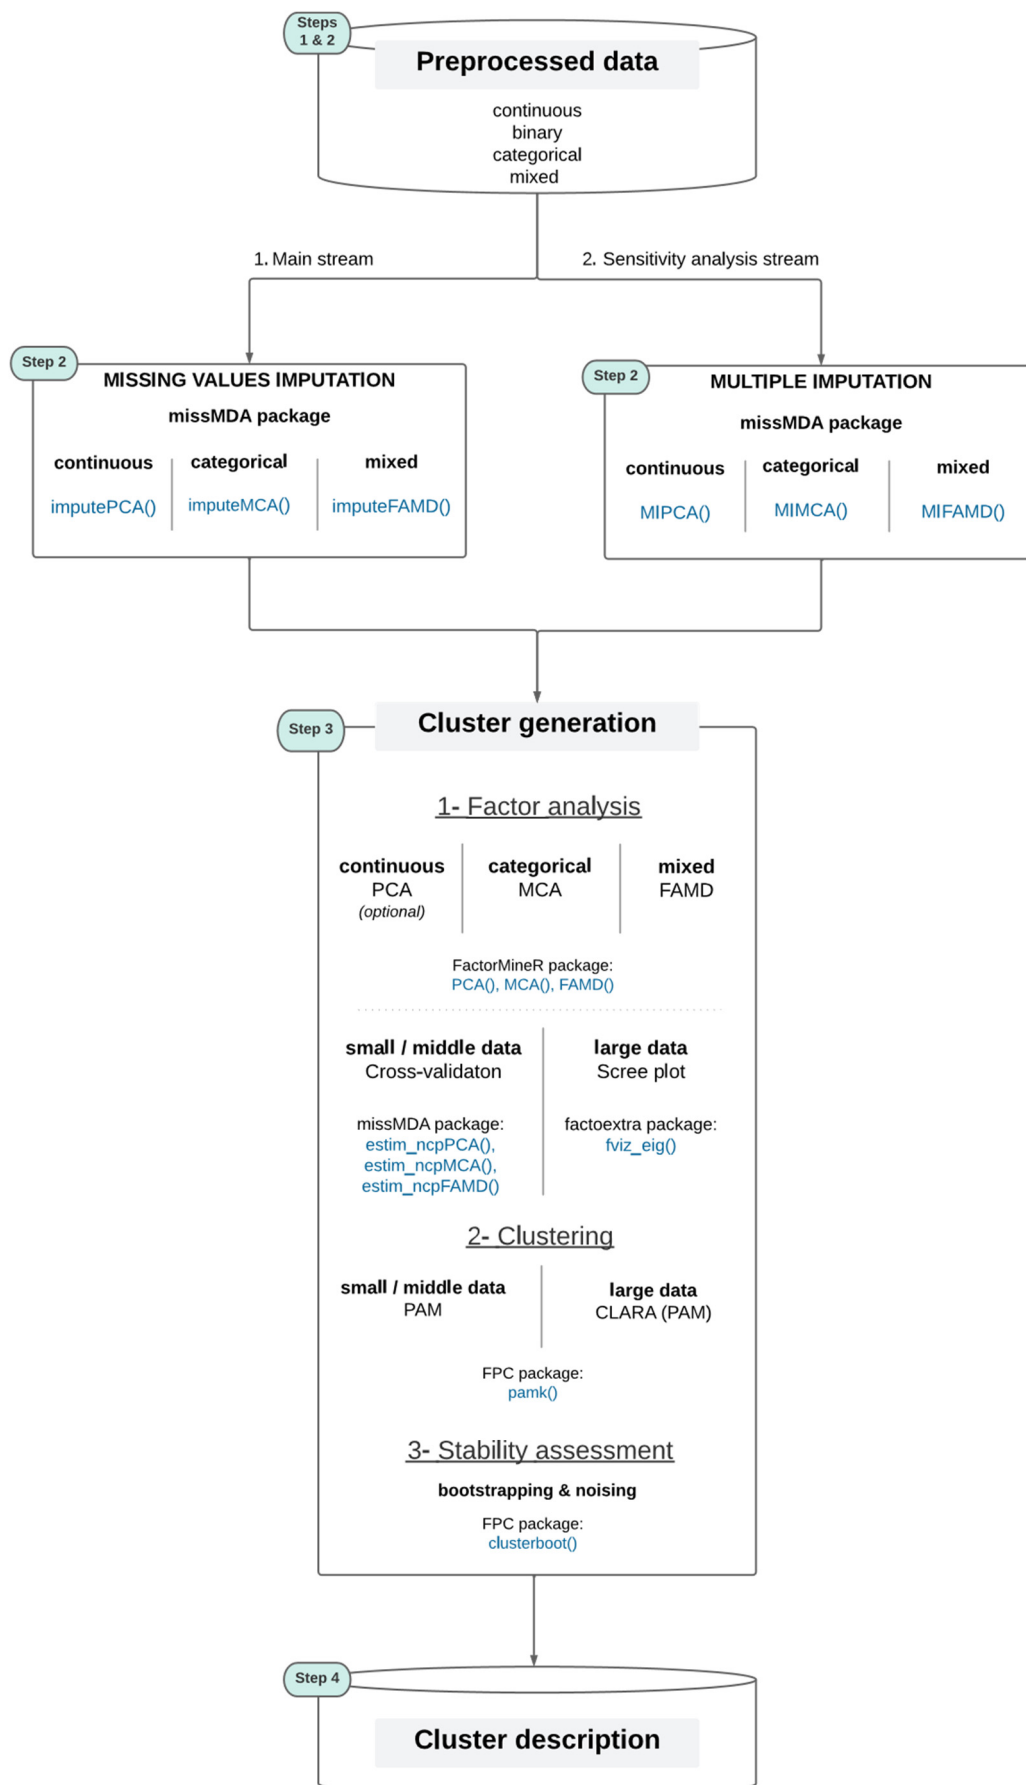 Steps
1 & 2
Preprocessed data
continuous
binary
categorical
mixed
1. Main stream
2. Sensitivity analysis stream
Step 2
MISSING VALUES IMPUTATION
missMDA package
continuous
categorical
mixed
imputePCA()
imputeMCA()
imputeFAMD()
Step 2
MULTIPLE IMPUTATION
missMDA package
continuous
categorical
mixed
MIPCA()
MIMCA()
MIFAMD()
Step 3
Cluster generation
1- Factor analysis
continuous
PCA
(optional)
categorical
MCA
mixed
FAMD
FactorMineR package:
PCA(), MCA(), FAMD()
small / middle data
Cross-validaton
missMDA package:
estim_ncpPCA(),
estim_ncpMCA(),
estim_ncpFAMD()
large data
Scree plot
factoextra package:
fviz_eig()
2- Clustering
small / middle data
PAM
large data
CLARA (PAM)
FPC package:
pamk()
3- Stability assessment
bootstrapping & noising
FPC package:
clusterboot()
Step 4
Cluster description